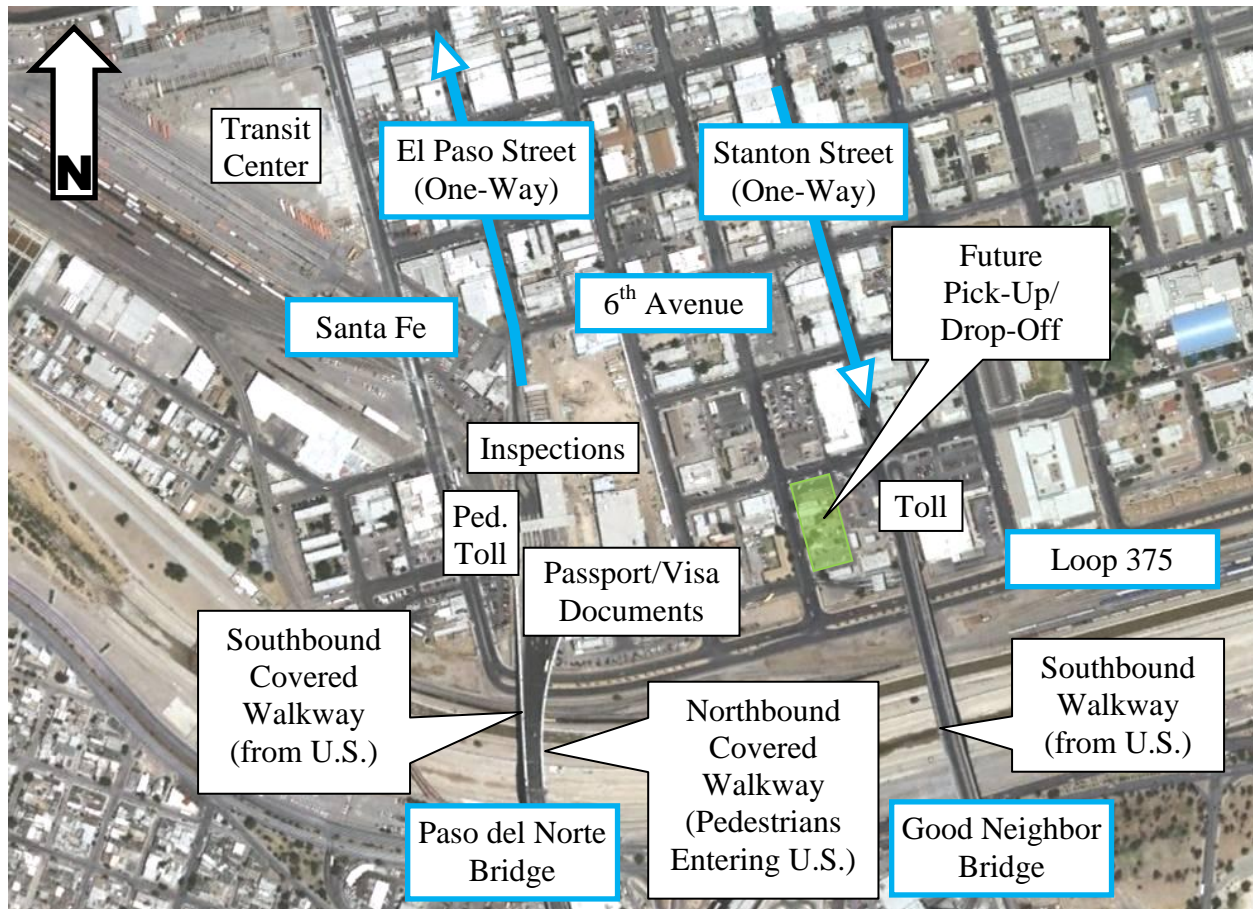 N
Transit
Center
El Paso Street
(One-Way)
Stanton Street
(One-Way)
Future
Pick-Up/
Drop-Off
6th Avenue
Santa Fe
Inspections
Ped.
Toll
Toll
Passport/Visa
Documents
Loop 375
Southbound
Covered
Walkway
(from U.S.)
Northbound
Covered
Walkway
(Pedestrians
Entering U.S.)
Southbound
Walkway
(from U.S.)
Paso del Norte
Bridge
Good Neighbor
Bridge